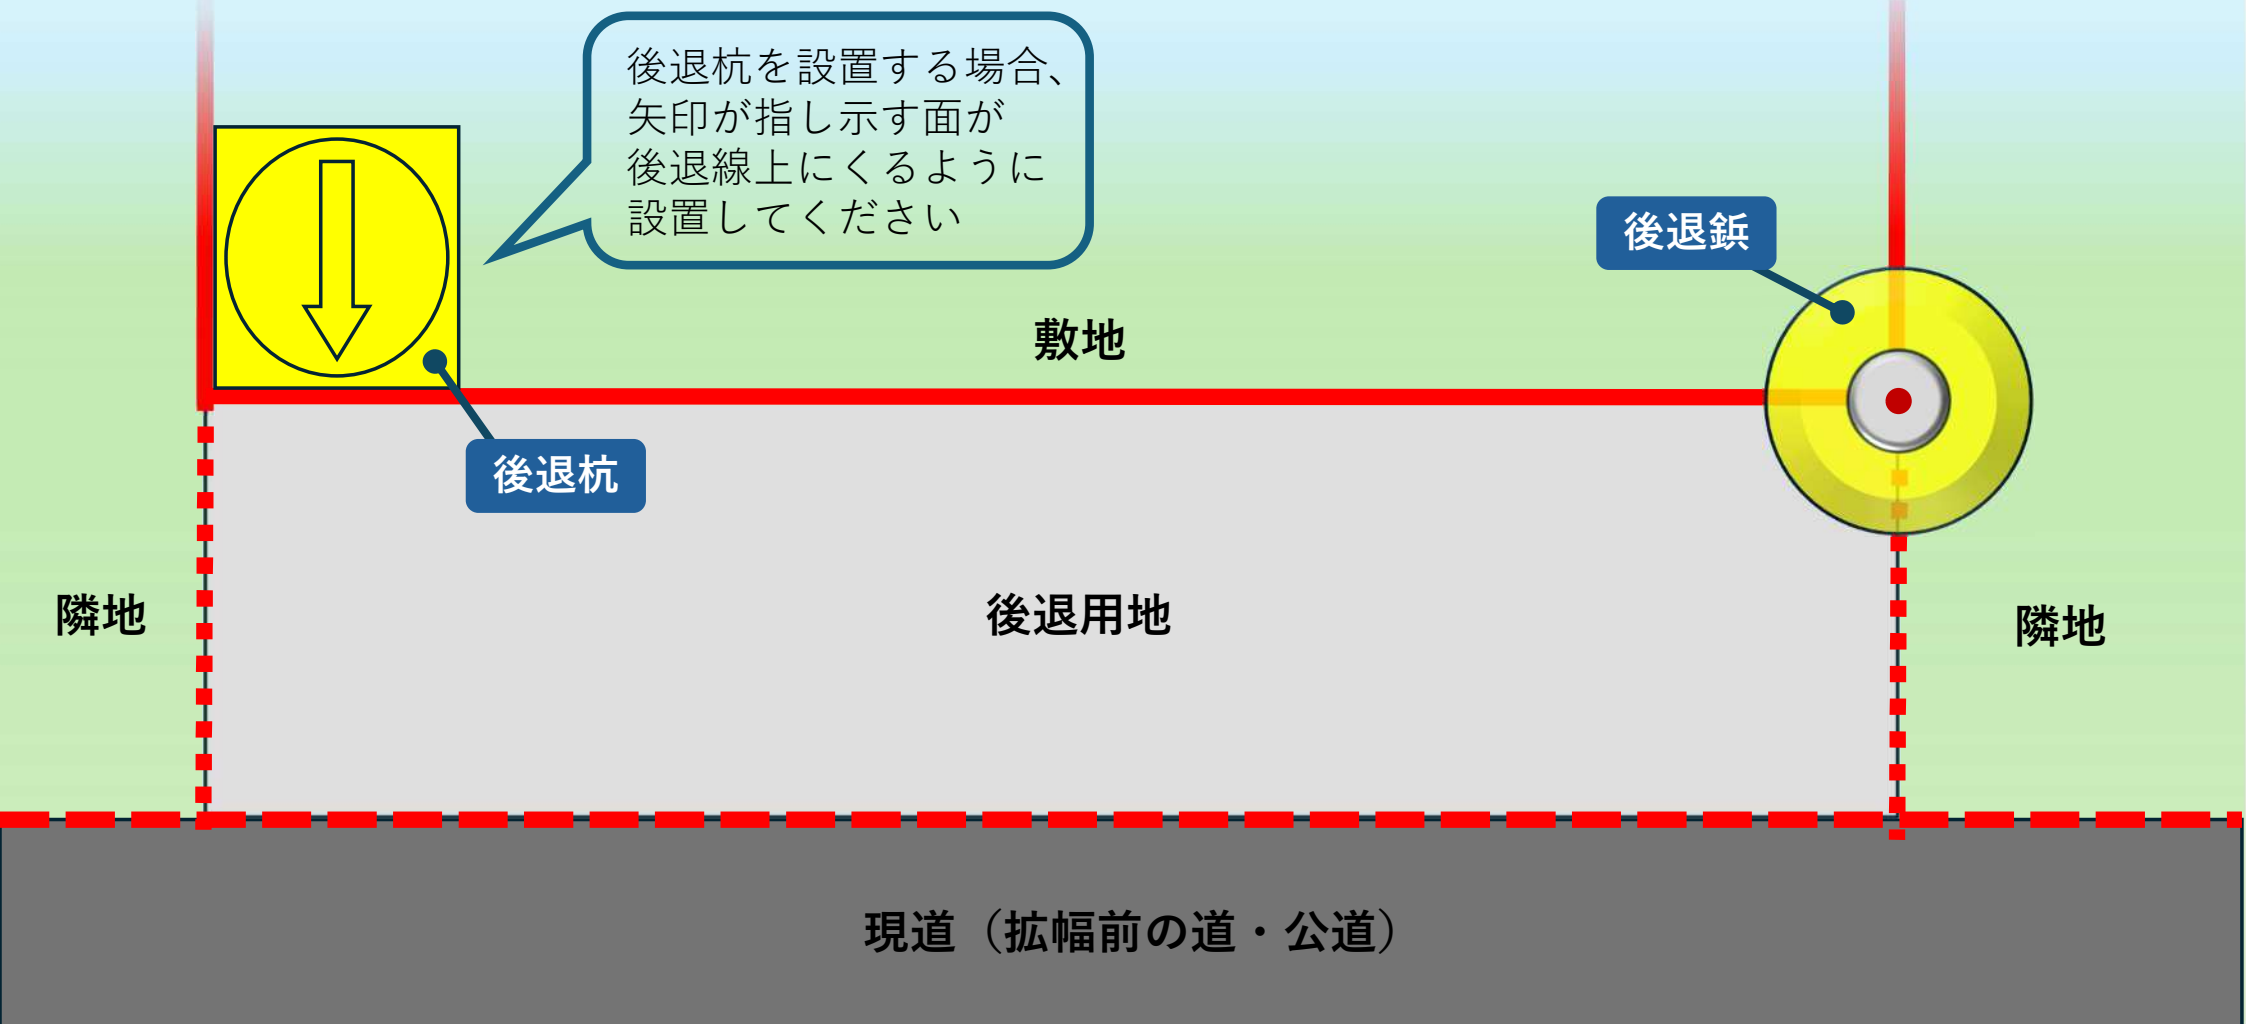 後退杭を設置する場合、
矢印が指し示す面が
後退線上にくるように
設置してください
後退鋲
敷地
後退杭
隣地
後退用地
隣地
現道（拡幅前の道・公道）